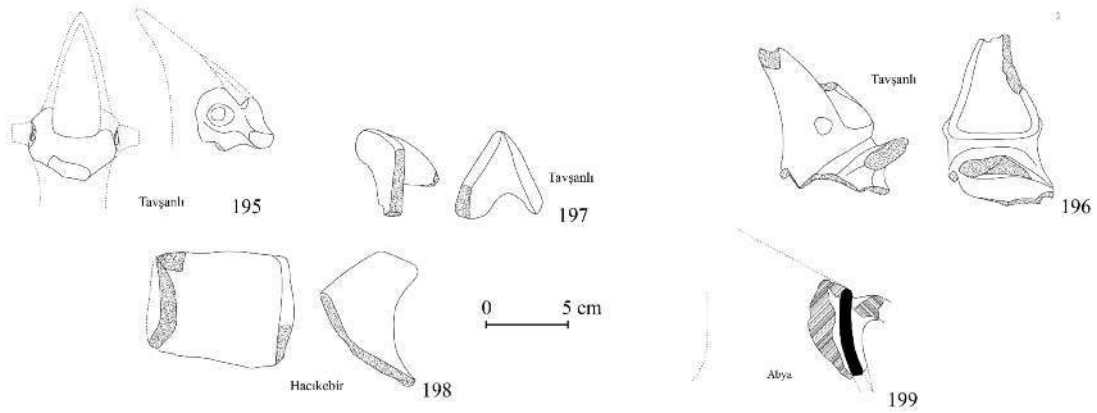 Tavşanlı 195
Tavşanlı
197
Tavşanlı
196
Hacıkebir 198
0 5 cm
Abya 199